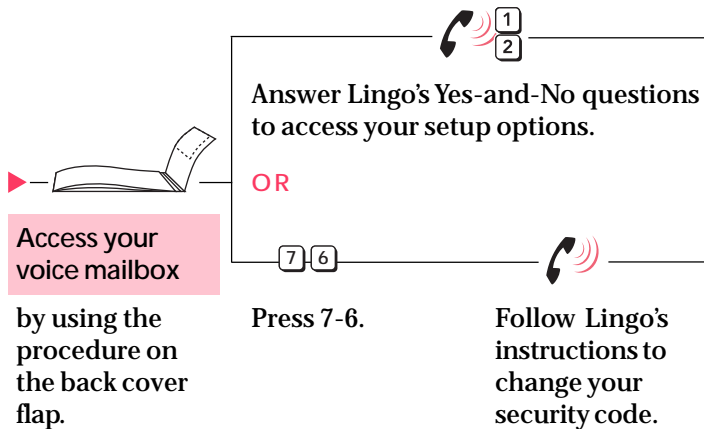 1
2
Answer Lingo's Yes-and-No questions
to access your setup options.
OR
Access your
voice mailbox
by using the
procedure on
the back cover
flap.
7 6
Press 7-6.
Follow Lingo's
instructions to
change your
security code.